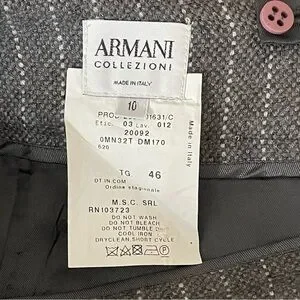 ARMANI
COLLEZIONI
MADE IN ITALY
10
PROD 1631/C
Etic. 03 Lav. 012
20092
0MN32T DM170
620
Made in Italy
TG 46
DT.IN.COM.
Ordine stagionale
M.S.C. SRL
RN103723
DO NOT WASH
DO NOT BLEACH
DO NOT TUMBLE D
COOL IRON
DRYCLEAN, SHORT CYCLE